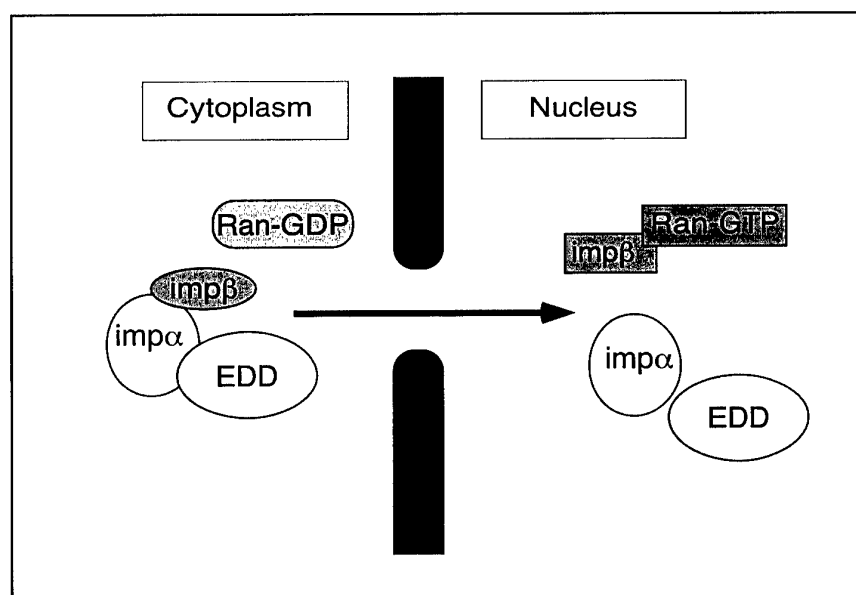 Cytoplasm
Nucleus
Ran-GDP
Ran-GTP
impβ
impβ
impα
EDD
impα
EDD